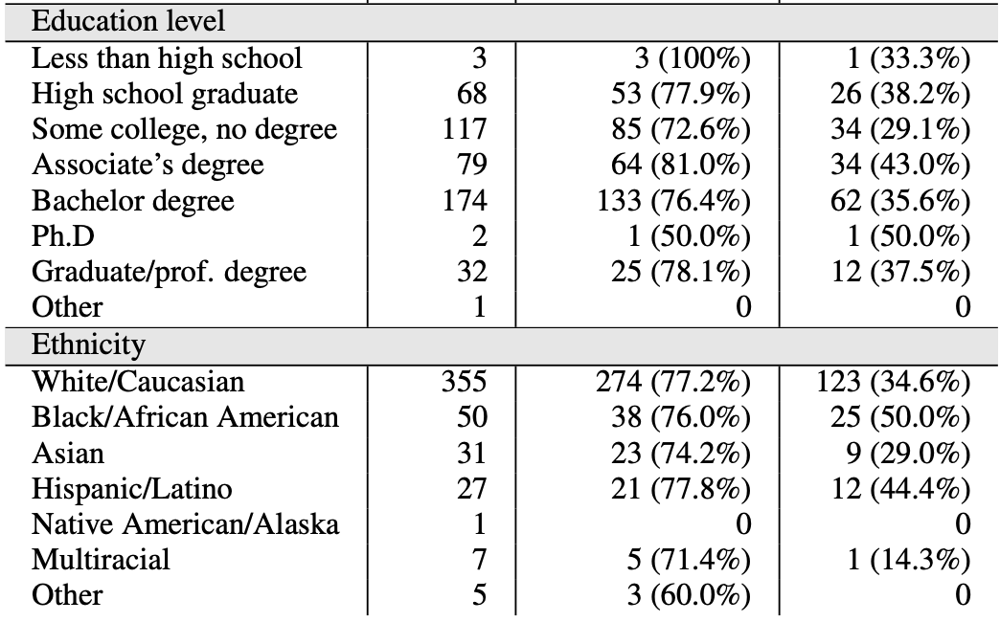 Education level
Less than high school 3 3 (100%) 1 (33.3%)
High school graduate 68 53 (77.9%) 26 (38.2%)
Some college, no degree 117 85 (72.6%) 34 (29.1%)
Associate’s degree 79 64 (81.0%) 34 (43.0%)
Bachelor degree 174 133 (76.4%) 62 (35.6%)
Ph.D 2 1 (50.0%) 1 (50.0%)
Graduate/prof. degree 32 25 (78.1%) 12 (37.5%)
Other 1 0 0
Ethnicity
White/Caucasian 355 274 (77.2%) 123 (34.6%)
Black/African American 50 38 (76.0%) 25 (50.0%)
Asian 31 23 (74.2%) 9 (29.0%)
Hispanic/Latino 27 21 (77.8%) 12 (44.4%)
Native American/Alaska 1 0 0
Multiracial 7 5 (71.4%) 1 (14.3%)
Other 5 3 (60.0%) 0